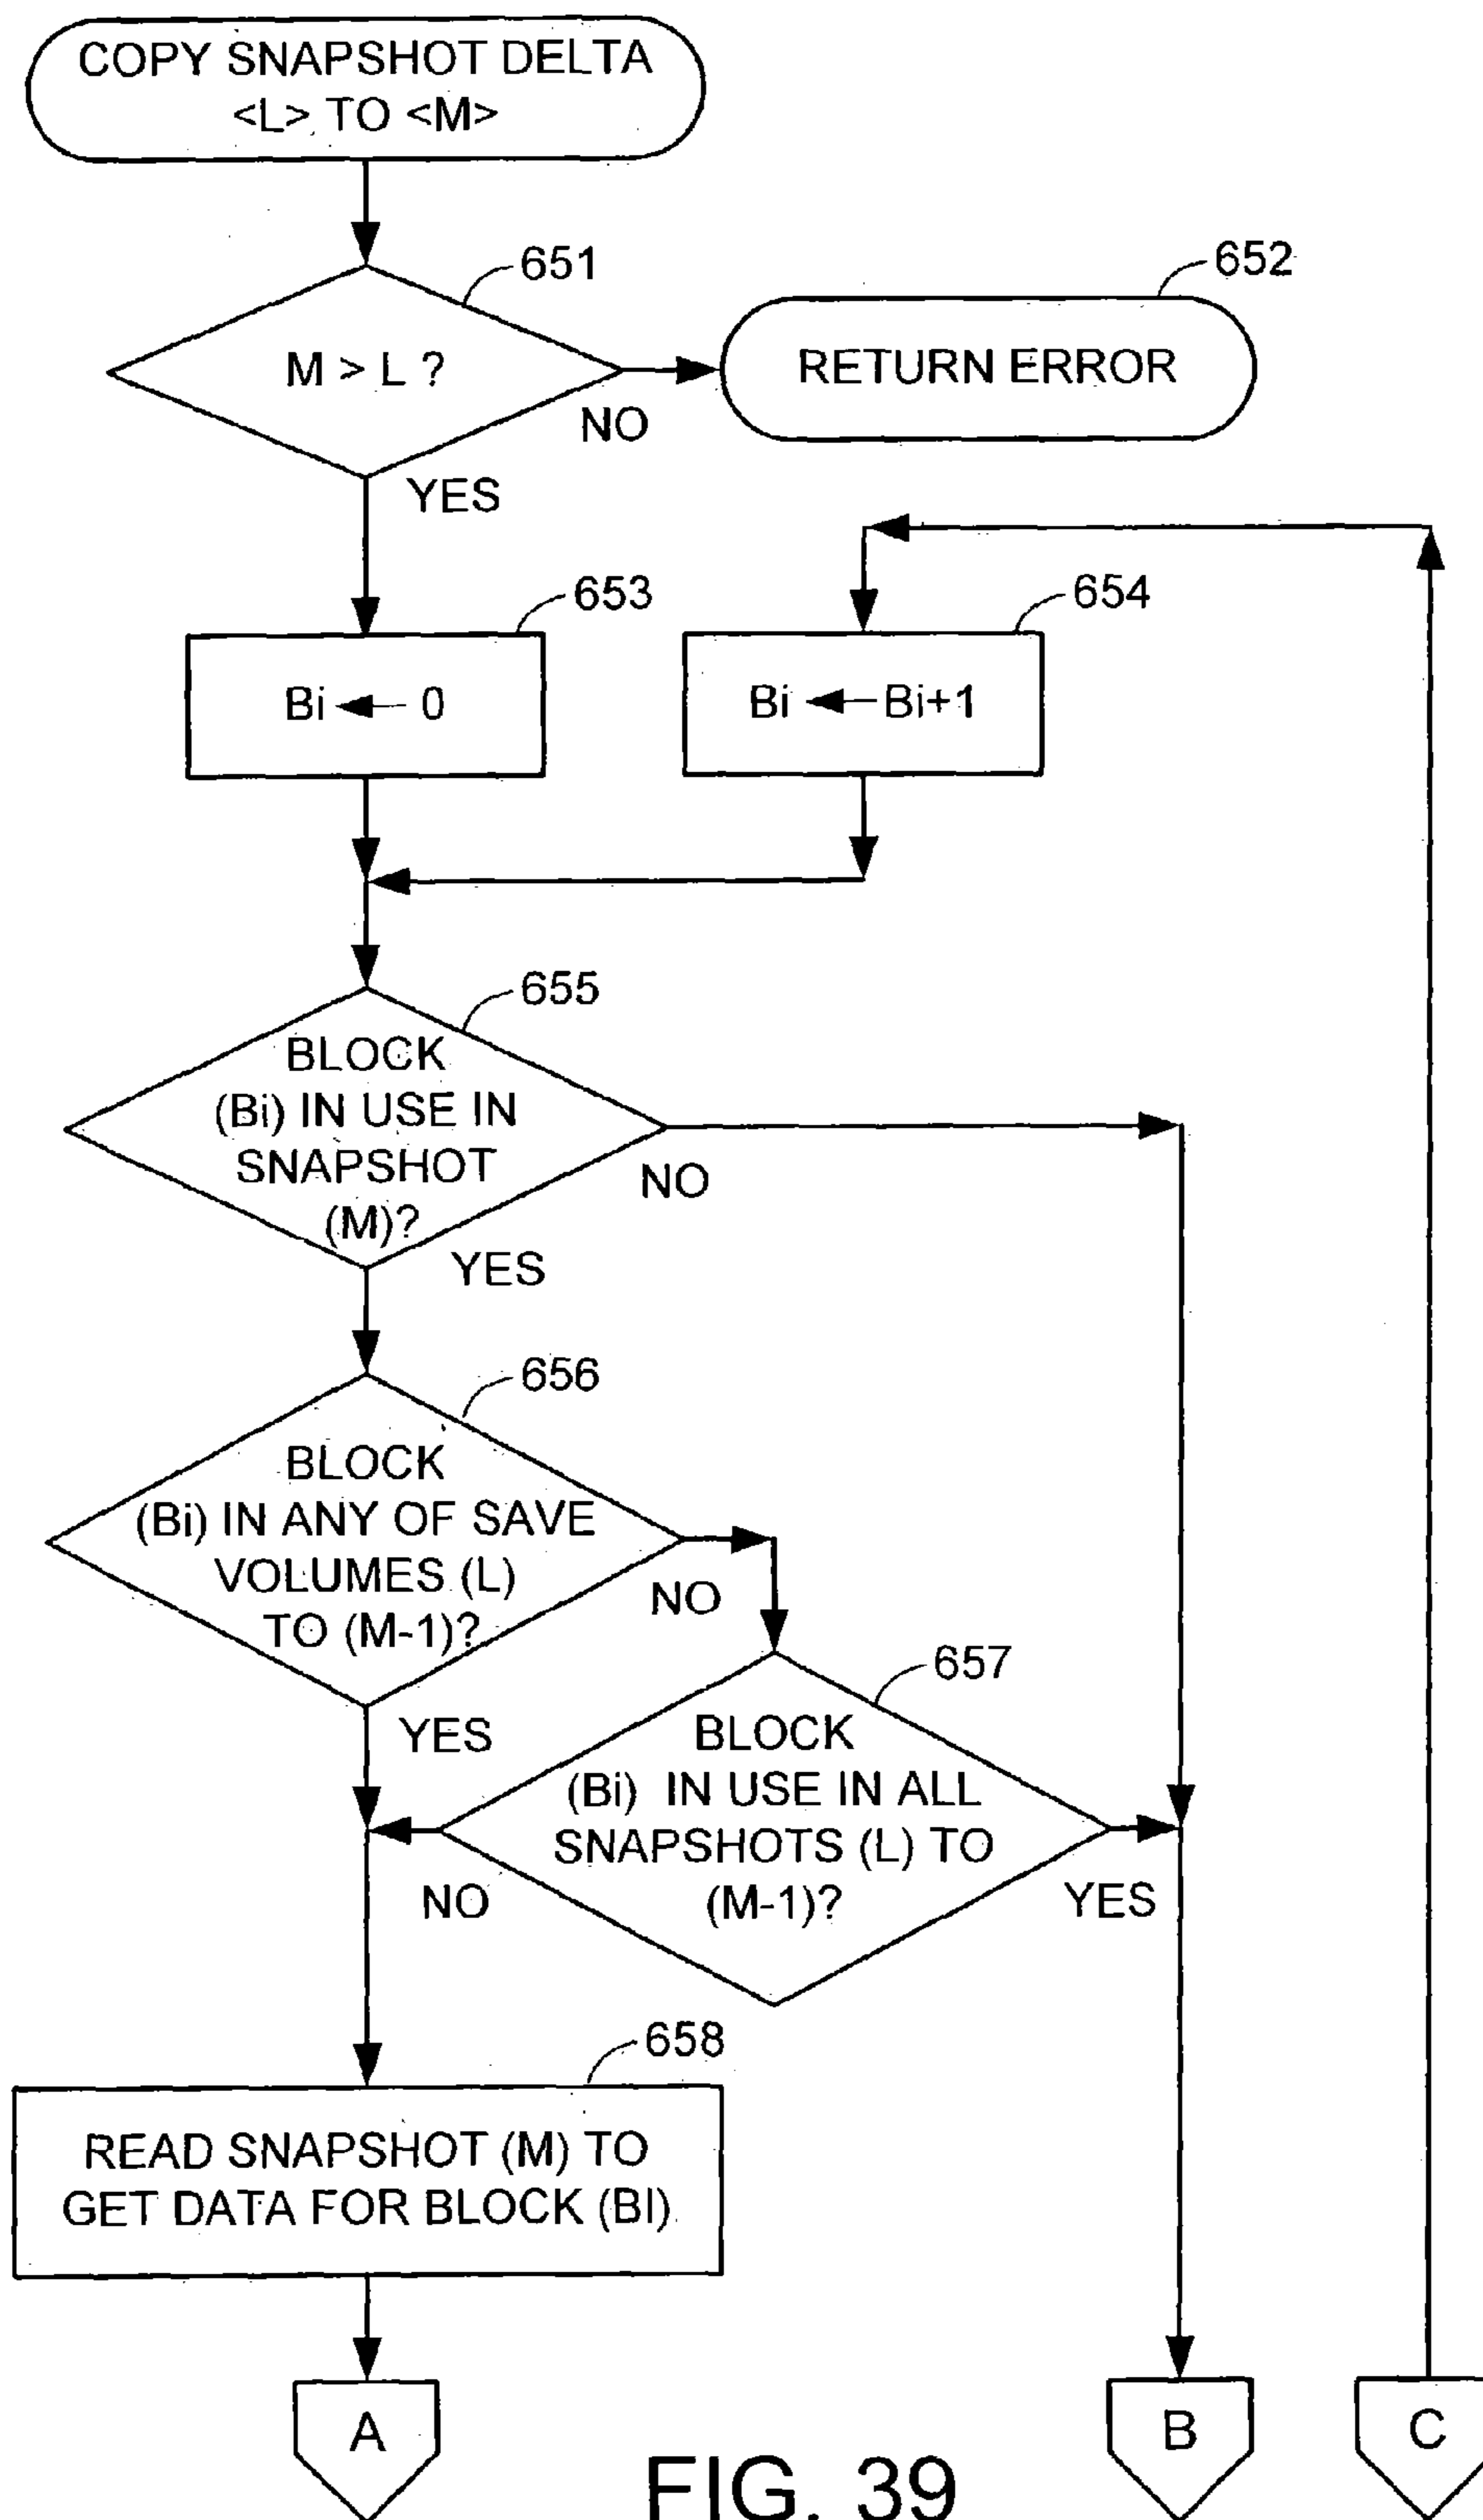 COPY SNAPSHOT DELTA
<L> TO <M>
651
M > L ?
NO
YES
652
RETURN ERROR
653
Bi ← 0
654
Bi ← Bi+1
655
BLOCK
(Bi) IN USE IN
SNAPSHOT
(M)?
NO
YES
656
BLOCK
(Bi) IN ANY OF SAVE
VOLUMES (L)
TO (M-1)?
NO
YES
657
BLOCK
(Bi) IN USE IN ALL
SNAPSHOTS (L) TO
(M-1)?
NO
YES
658
READ SNAPSHOT (M) TO
GET DATA FOR BLOCK (BI)
A
B
C
FIG. 39